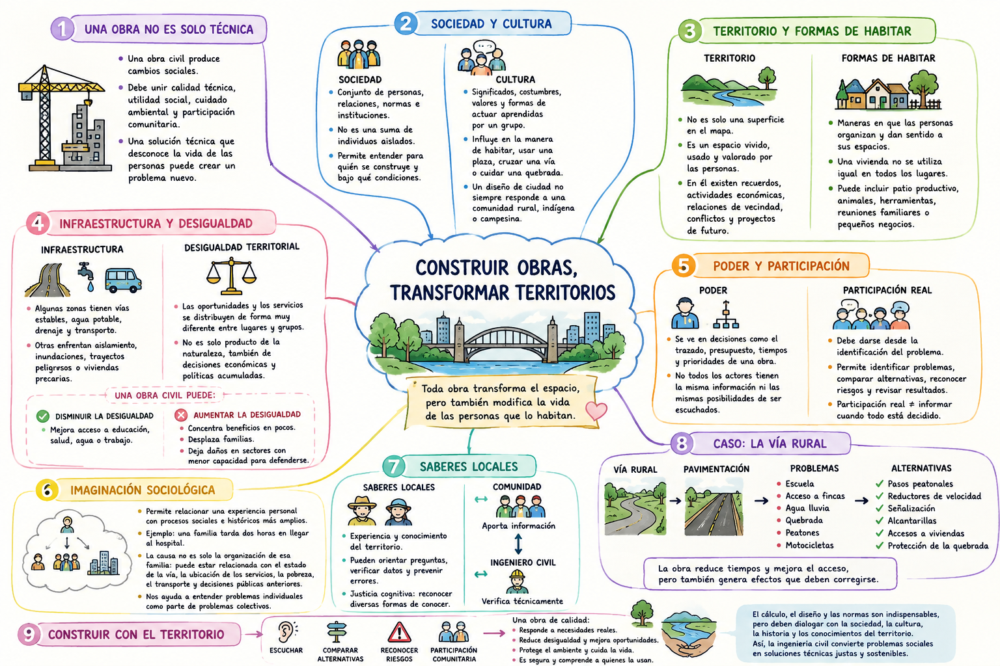 1 UNA OBRA NO ES SOLO TÉCNICA
• Una obra civil produce
cambios sociales.
• Debe unir calidad técnica,
utilidad social, cuidado
ambiental y participación
comunitaria.
• Una solución técnica que
desconoce la vida de las
personas puede crear un
problema nuevo.
2 SOCIEDAD Y CULTURA
SOCIEDAD
• Conjunto de personas,
relaciones, normas e
instituciones.
• No es una suma de
individuos aislados.
• Permite entender para
quién se construye y
bajo qué condiciones.
CULTURA
• Significados, costumbres,
valores y formas de
actuar aprendidas
por un grupo.
• Influye en la manera
de habitar, usar una
plaza, cruzar una vía
o cuidar una quebrada.
• Un diseño de ciudad no
siempre responde a una
comunidad rural, indígena
o campesina.
3 TERRITORIO Y FORMAS DE HABITAR
TERRITORIO
• No es solo una superficie
en el mapa.
• Es un espacio vivido,
usado y valorado por
las personas.
• En él existen recuerdos,
actividades económicas,
relaciones de vecindad,
conflictos y proyectos
de futuro.
FORMAS DE HABITAR
• Maneras en que las personas
organizan y dan sentido a
sus espacios.
• Una vivienda no se utiliza
igual en todos los lugares.
• Puede incluir patio productivo,
animales, herramientas,
reuniones familiares o
pequeños negocios.
CONSTRUIR OBRAS,
TRANSFORMAR TERRITORIOS
Toda obra transforma el espacio,
pero también modifica la vida
de las personas que lo habitan.
4 INFRAESTRUCTURA Y DESIGUALDAD
INFRAESTRUCTURA
• Algunas zonas tienen vías
estables, agua potable,
drenaje y transporte.
• Otras enfrentan aislamiento,
inundaciones, trayectos
peligrosos o viviendas
precarias.
DESIGUALDAD TERRITORIAL
• Las oportunidades y los servicios
se distribuyen de forma muy
diferente entre lugares y grupos.
• No es solo producto de la
naturaleza, también de
decisiones económicas y
políticas acumuladas.
UNA OBRA CIVIL PUEDE:
DISMINUIR LA DESIGUALDAD
• Mejora acceso a educación,
salud, agua o trabajo.
AUMENTAR LA DESIGUALDAD
• Concentra beneficios en pocos.
• Desplaza familias.
• Deja daños en sectores con
menor capacidad para defenderse.
5 PODER Y PARTICIPACIÓN
PODER
• Se ve en decisiones como el
trazado, presupuesto, tiempos
y prioridades de una obra.
• No todos los actores tienen
la misma información ni las
mismas posibilidades de ser
escuchados.
PARTICIPACIÓN REAL
• Debe darse desde la
identificación del problema.
• Permite identificar problemas,
comparar alternativas, reconocer
riesgos y revisar resultados.
• Participación real ≠ informar
cuando todo está decidido.
6 IMAGINACIÓN SOCIOLÓGICA
• Permite relacionar una experiencia personal
con procesos sociales e históricos más amplios.
• Ejemplo: una familia tarda dos horas en llegar
al hospital.
• La causa no es solo la organización de esa
familia: puede estar relacionada con el estado
de la vía, la ubicación de los servicios, la pobreza,
el transporte y decisiones públicas anteriores.
• Nos ayuda a entender problemas individuales
como parte de problemas colectivos.
7 SABERES LOCALES
SABERES LOCALES
• Experiencia y conocimiento
del territorio.
• Pueden orientar preguntas,
verificar datos y prevenir
errores.
• Justicia cognitiva: reconocer
diversas formas de conocer.
COMUNIDAD
Aporta información
INGENIERO CIVIL
Verifica técnicamente
8 CASO: LA VÍA RURAL
VÍA RURAL
PAVIMENTACIÓN
PROBLEMAS
• Escuela
• Acceso a fincas
• Agua lluvia
• Quebrada
• Peatones
• Motocicletas
ALTERNATIVAS
✓ Pasos peatonales
✓ Reductores de velocidad
✓ Señalización
✓ Alcantarillas
✓ Accesos a viviendas
✓ Protección de la quebrada
La obra reduce tiempos y mejora el acceso,
pero también genera efectos que deben corregirse.
9 CONSTRUIR CON EL TERRITORIO
ESCUCHAR
COMPARAR
ALTERNATIVAS
RECONOCER
RIESGOS
PARTICIPACIÓN
COMUNITARIA
Una obra de calidad:
• Responde a necesidades reales.
• Reduce desigualdad y mejora oportunidades.
• Protege el ambiente y cuida la vida.
• Es segura y comprende a quienes la usan.
El cálculo, el diseño y las normas son indispensables,
pero deben dialogar con la sociedad, la cultura,
la historia y los conocimientos del territorio.
Así, la ingeniería civil convierte problemas sociales
en soluciones técnicas justas y sostenibles.